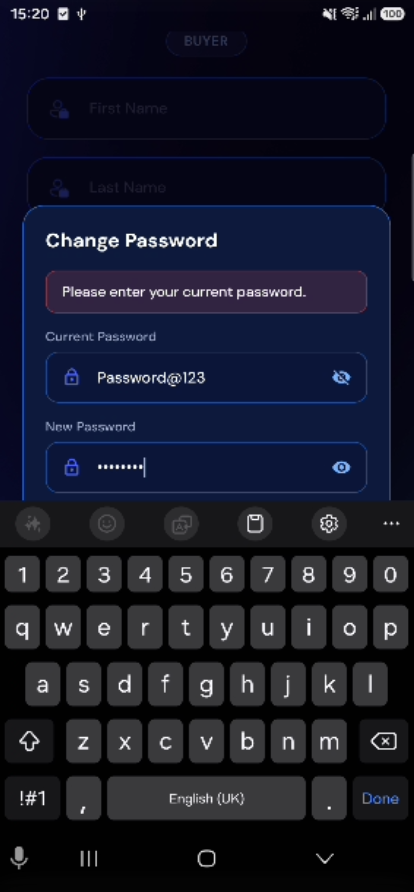 15:20
100
BUYER
First Name
Last Name
Change Password
Please enter your current password.
Current Password
Password@123
New Password
••••••••
1 2 3 4 5 6 7 8 9 0
q w e r t y u i o p
a s d f g h j k l
z x c v b n m
!#1 , English (UK) . Done